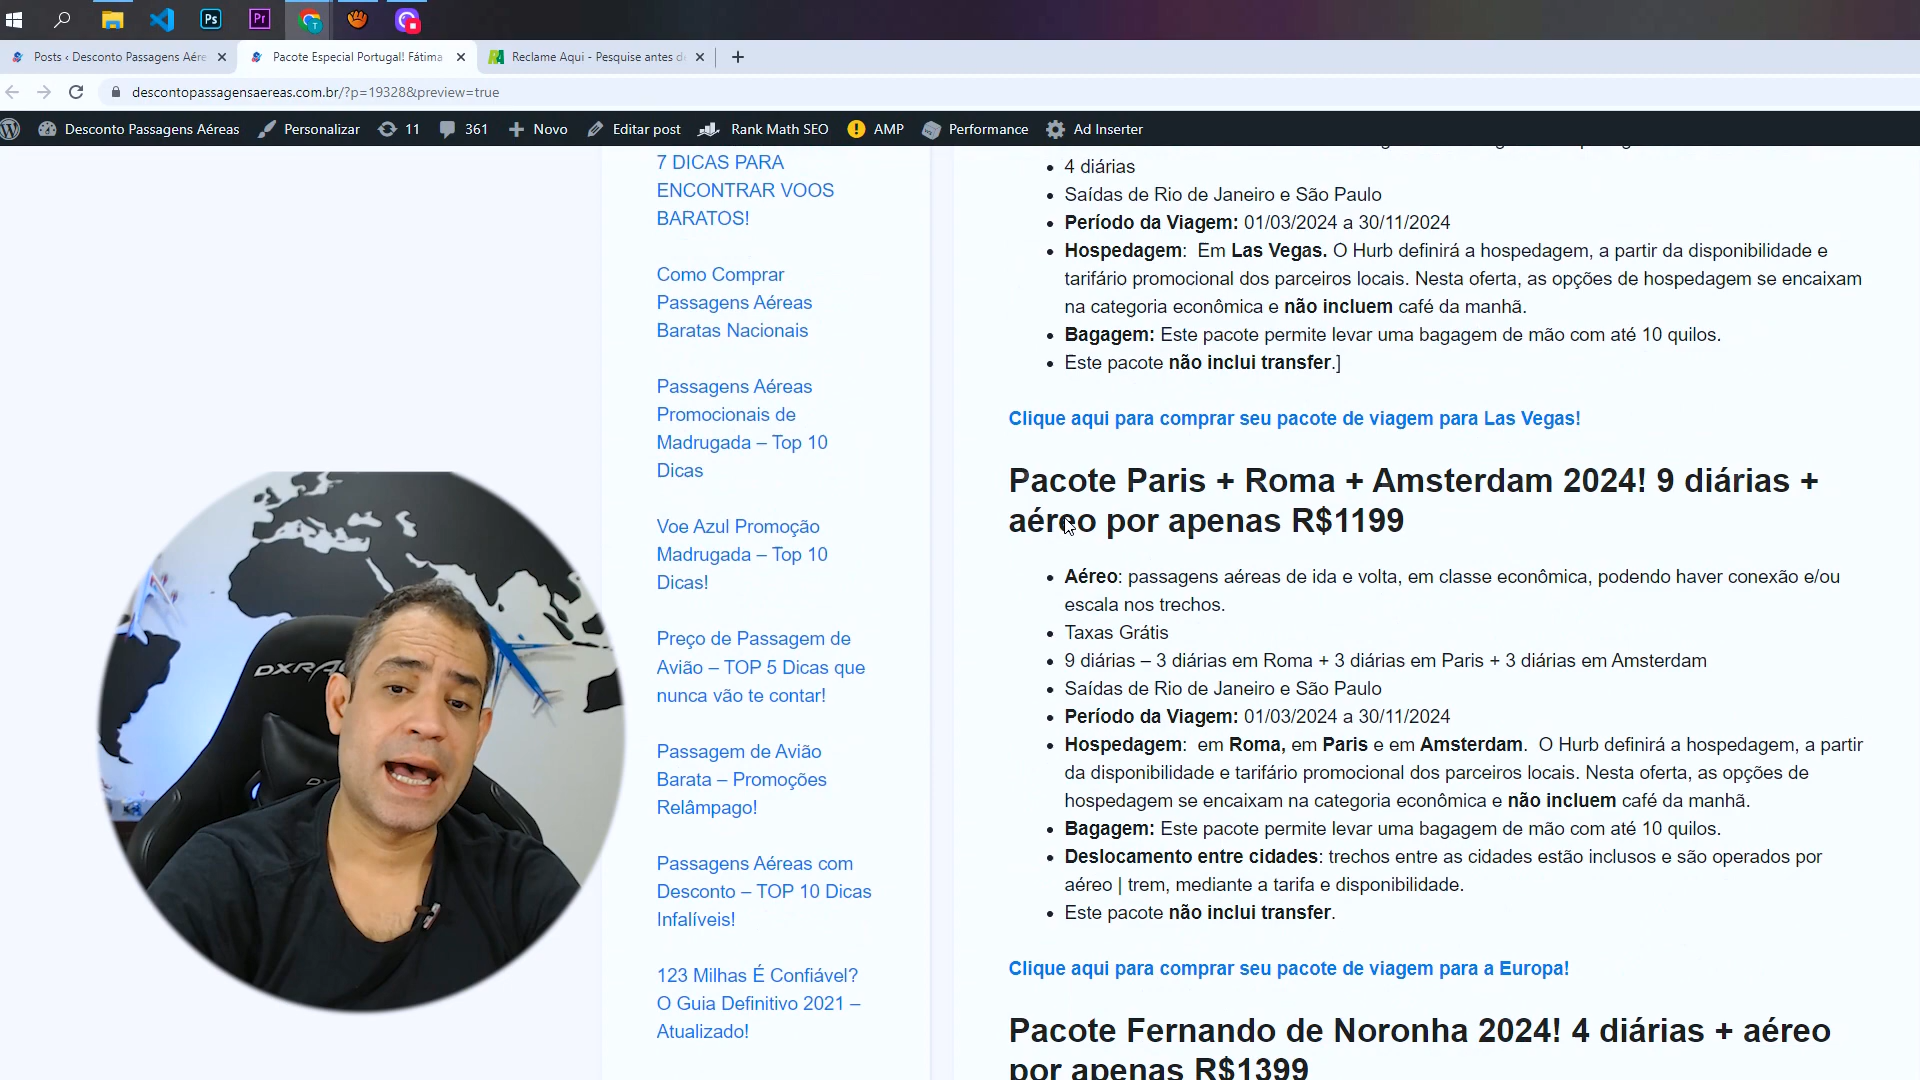 Posts ‹ Desconto Passagens Aére
Pacote Especial Portugal! Fátima
Reclame Aqui - Pesquise antes d
descontopassagensaereas.com.br/?p=19328&preview=true
Desconto Passagens Aéreas
Personalizar
11
361
Novo
Editar post
Rank Math SEO
AMP
Performance
Ad Inserter
7 DICAS PARA
ENCONTRAR VOOS
BARATOS!
Como Comprar
Passagens Aéreas
Baratas Nacionais
Passagens Aéreas
Promocionais de
Madrugada – Top 10
Dicas
Voe Azul Promoção
Madrugada – Top 10
Dicas!
Preço de Passagem de
Avião – TOP 5 Dicas que
nunca vão te contar!
Passagem de Avião
Barata – Promoções
Relâmpago!
Passagens Aéreas com
Desconto – TOP 10 Dicas
Infalíveis!
123 Milhas É Confiável?
O Guia Definitivo 2021 –
Atualizado!
4 diárias
Saídas de Rio de Janeiro e São Paulo
Período da Viagem: 01/03/2024 a 30/11/2024
Hospedagem: Em Las Vegas. O Hurb definirá a hospedagem, a partir da disponibilidade e
tarifário promocional dos parceiros locais. Nesta oferta, as opções de hospedagem se encaixam
na categoria econômica e não incluem café da manhã.
Bagagem: Este pacote permite levar uma bagagem de mão com até 10 quilos.
Este pacote não inclui transfer.]
Clique aqui para comprar seu pacote de viagem para Las Vegas!
Pacote Paris + Roma + Amsterdam 2024! 9 diárias +
aéreo por apenas R$1199
Aéreo: passagens aéreas de ida e volta, em classe econômica, podendo haver conexão e/ou
escala nos trechos.
Taxas Grátis
9 diárias – 3 diárias em Roma + 3 diárias em Paris + 3 diárias em Amsterdam
Saídas de Rio de Janeiro e São Paulo
Período da Viagem: 01/03/2024 a 30/11/2024
Hospedagem: em Roma, em Paris e em Amsterdam. O Hurb definirá a hospedagem, a partir
da disponibilidade e tarifário promocional dos parceiros locais. Nesta oferta, as opções de
hospedagem se encaixam na categoria econômica e não incluem café da manhã.
Bagagem: Este pacote permite levar uma bagagem de mão com até 10 quilos.
Deslocamento entre cidades: trechos entre as cidades estão inclusos e são operados por
aéreo | trem, mediante a tarifa e disponibilidade.
Este pacote não inclui transfer.
Clique aqui para comprar seu pacote de viagem para a Europa!
Pacote Fernando de Noronha 2024! 4 diárias + aéreo
por apenas R$1399
Ps
Pr
T
RA
DXRA